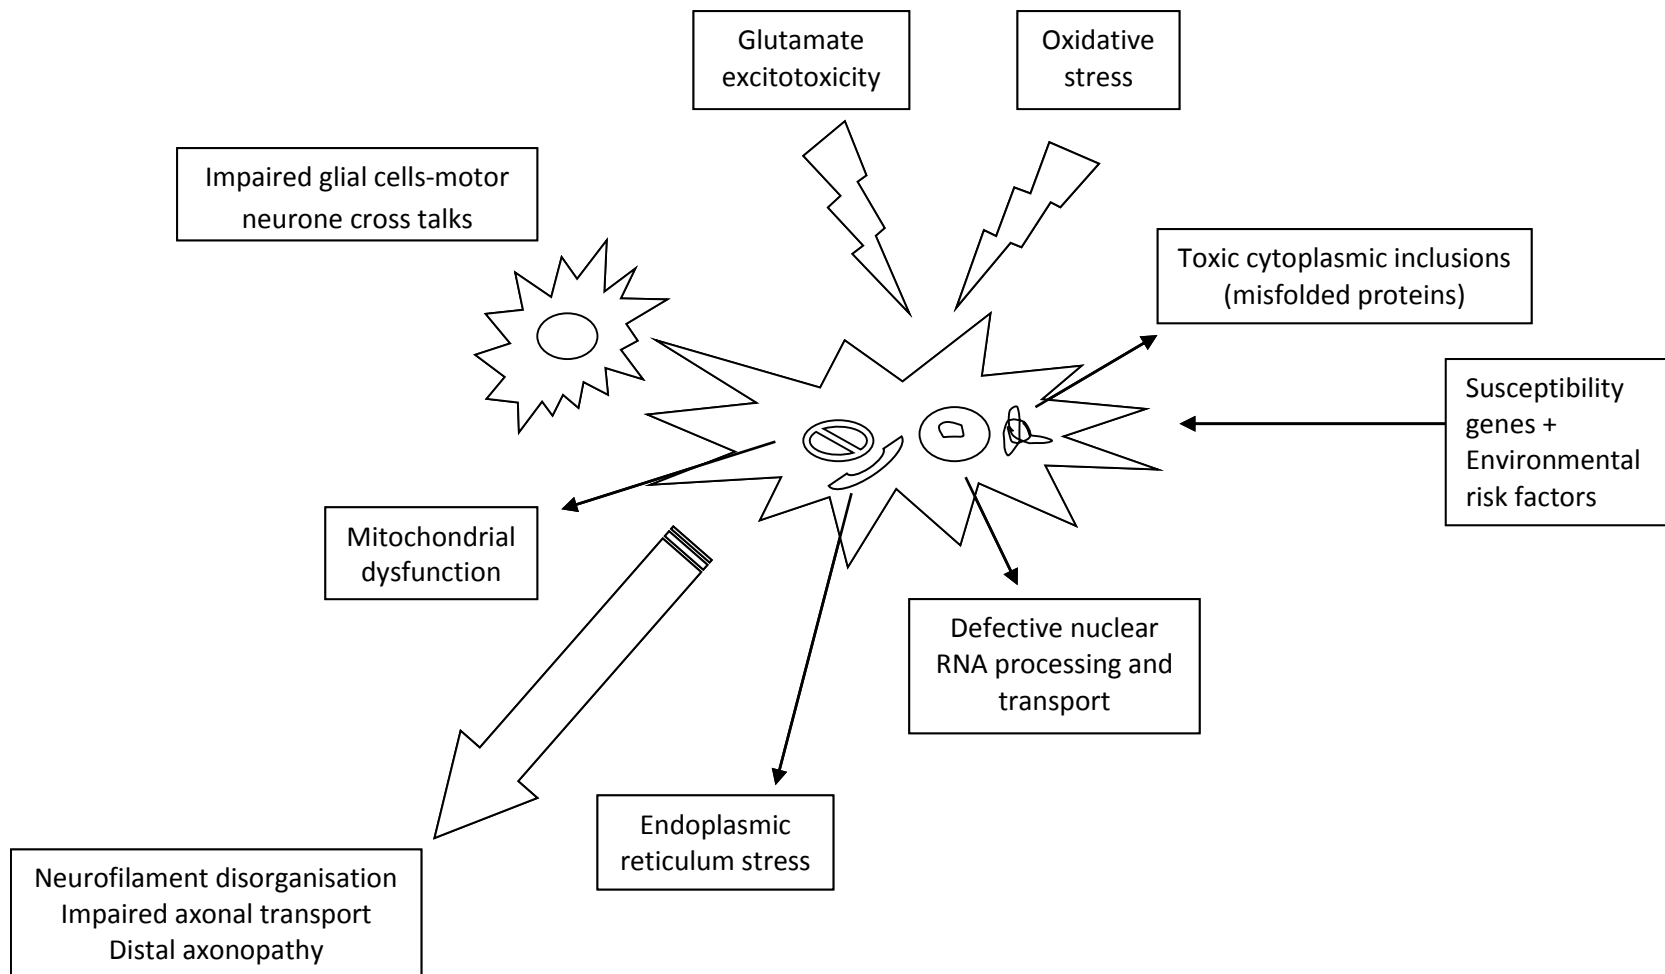 Glutamate
excitotoxicity
Oxidative
stress
Impaired glial cells-motor
neurone cross talks
Toxic cytoplasmic inclusions
(misfolded proteins)
Susceptibility
genes +
Environmental
risk factors
Mitochondrial
dysfunction
Defective nuclear
RNA processing and
transport
Endoplasmic
reticulum stress
Neurofilament disorganisation
Impaired axonal transport
Distal axonopathy